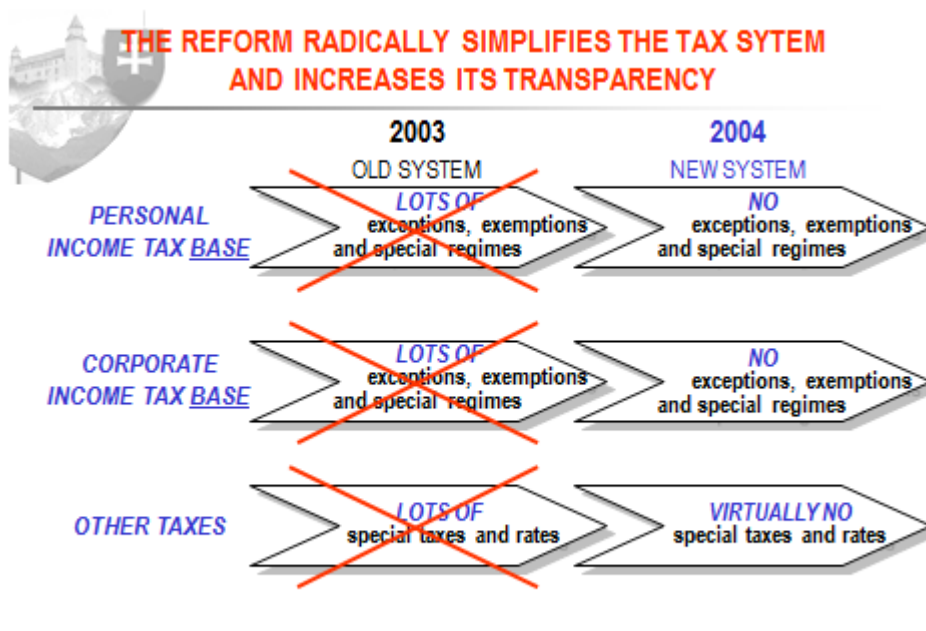 THE REFORM RADICALLY SIMPLIFIES THE TAX SYTEM
AND INCREASES ITS TRANSPARENCY
2003
2004
OLD SYSTEM
NEW SYSTEM
PERSONAL
INCOME TAX BASE
LOTS OF
exceptions, exemptions
and special regimes
NO
exceptions, exemptions
and special regimes
CORPORATE
INCOME TAX BASE
LOTS OF
exceptions, exemptions
and special regimes
NO
exceptions, exemptions
and special regimes
OTHER TAXES
LOTS OF
special taxes and rates
VIRTUALLY NO
special taxes and rates